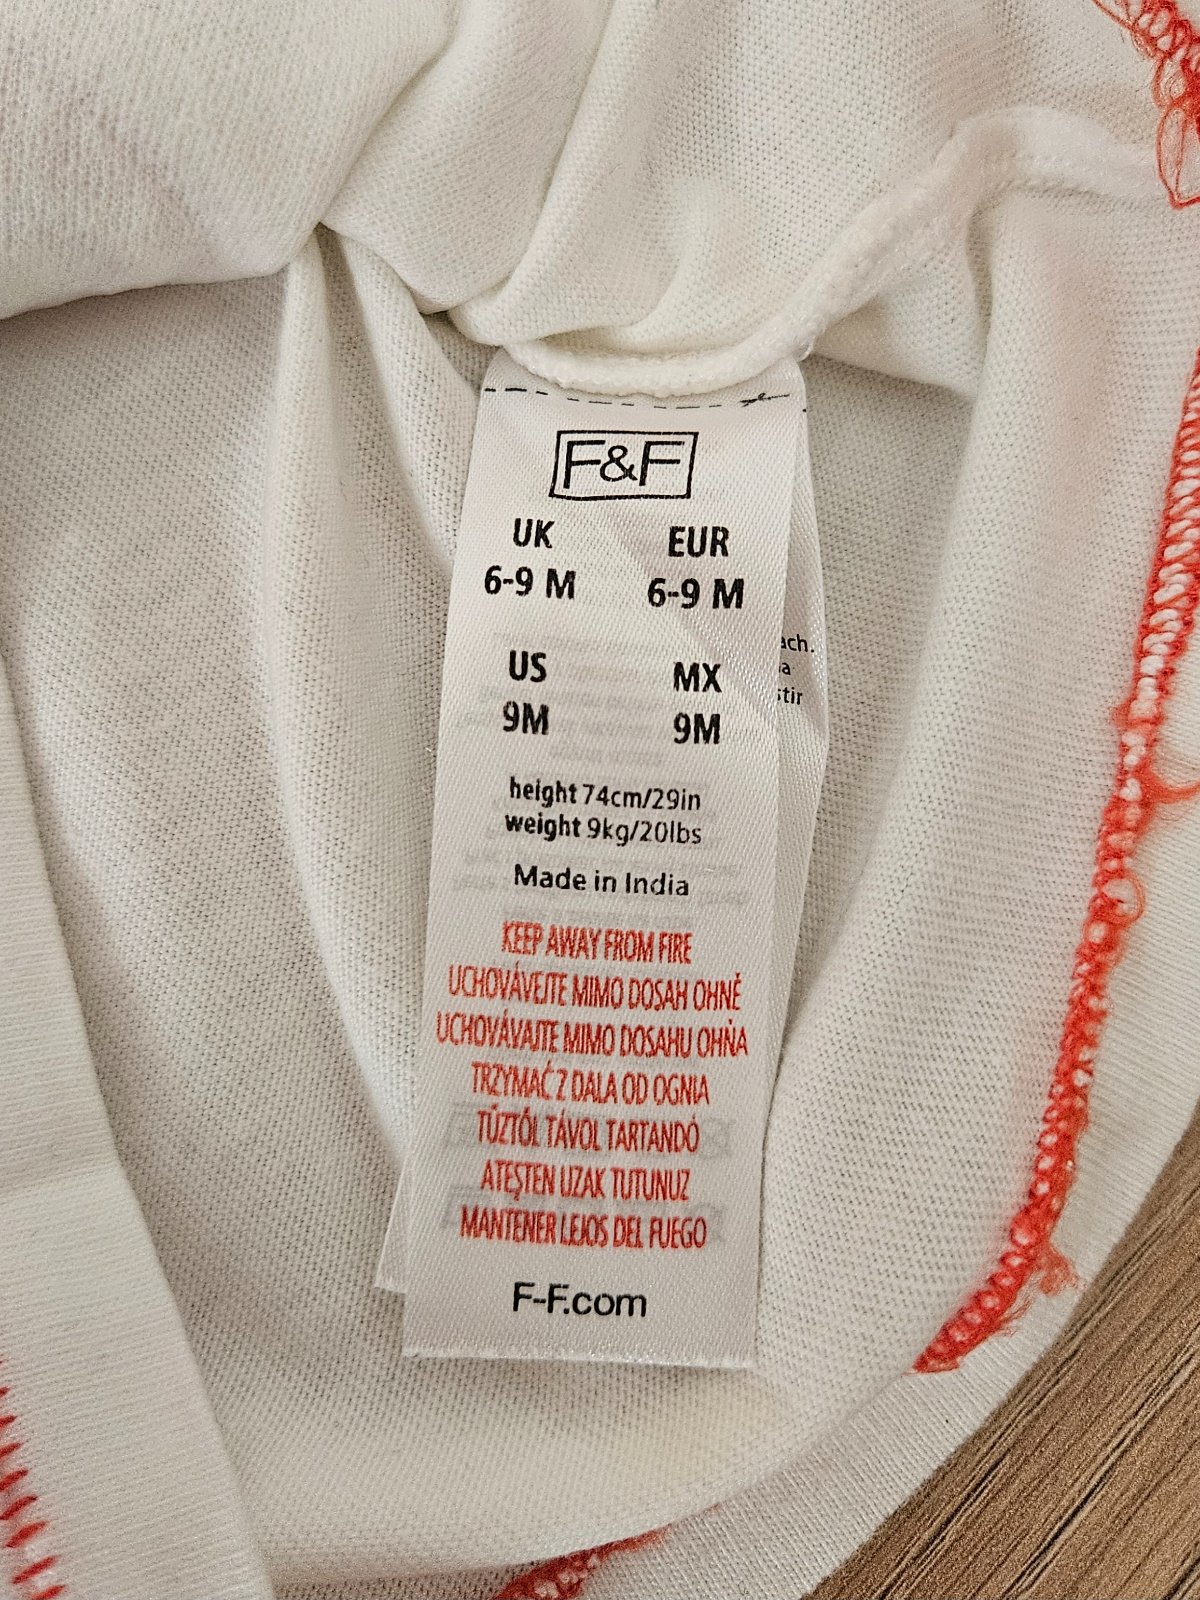 F&F
UK EUR
6-9 M 6-9 M
US MX
9M 9M
height 74cm/29in
weight 9kg/20lbs
Made in India
KEEP AWAY FROM FIRE
UCHOVÁVEJTE MIMO DOSAH OHNĚ
UCHOVÁVAJTE MIMO DOSAHU OHŇA
TRZYMAĆ Z DALA OD OGNIA
TŰZTŐL TÁVOL TARTANDÓ
ATEŞTEN UZAK TUTUNUZ
MANTENER LEJOS DEL FUEGO
F-F.com